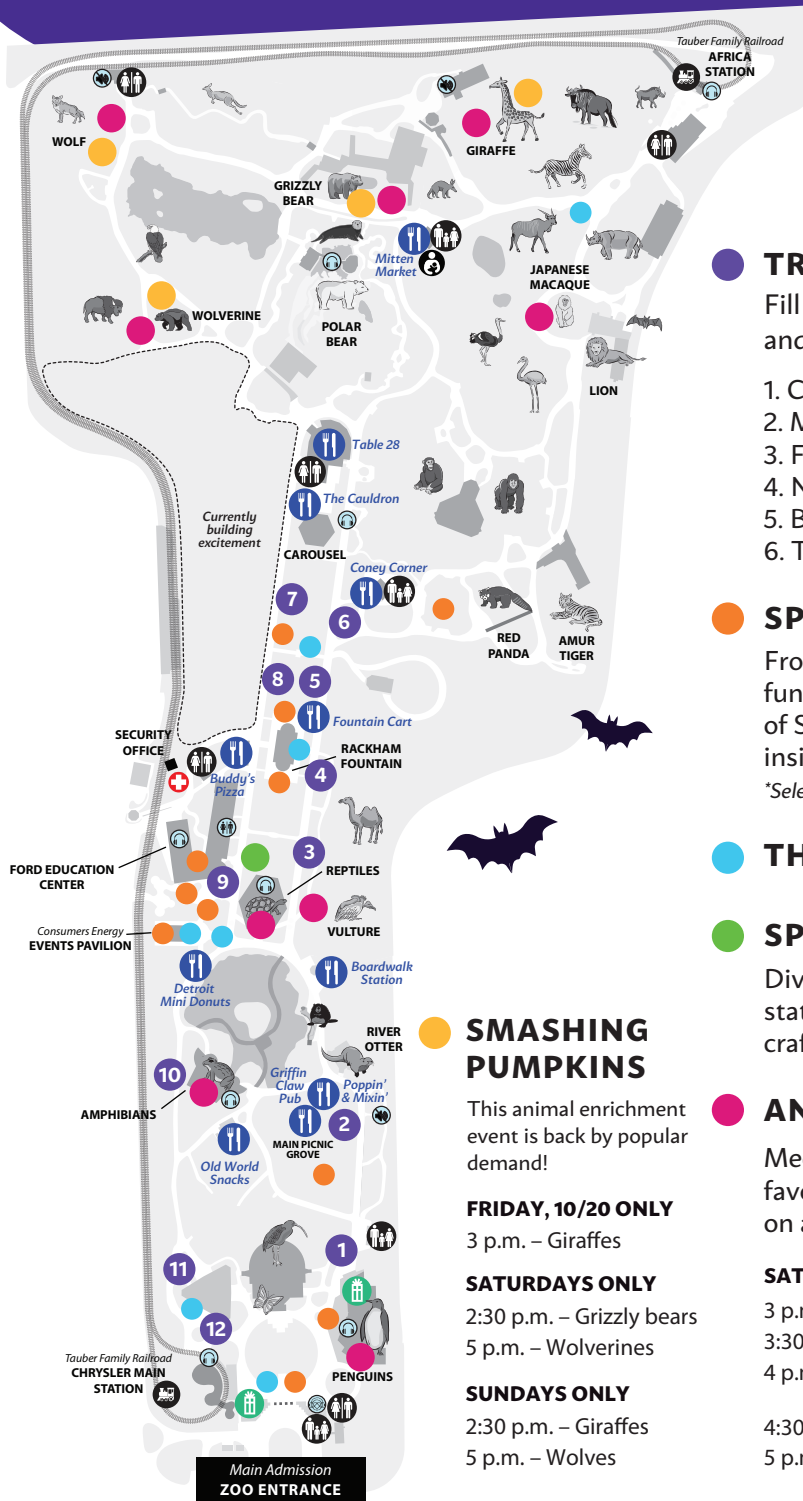 Tauber Family Railroad
AFRICA
STATION
WOLF
GIRAFFE
GRIZZLY
BEAR
Mitten
Market
JAPANESE
MACAQUE
WOLVERINE
POLAR
BEAR
LION
Table 28
The Cauldron
Currently
building
excitement
CAROUSEL
Coney Corner
7
6
RED
PANDA
AMUR
TIGER
8
5
Fountain Cart
SECURITY
OFFICE
Buddy's
Pizza
RACKHAM
FOUNTAIN
4
3
REPTILES
FORD EDUCATION
CENTER
9
Consumers Energy
EVENTS PAVILION
VULTURE
Detroit
Mini Donuts
Boardwalk
Station
RIVER
OTTER
10
Griffin
Claw
Pub
Poppin'
& Mixin'
AMPHIBIANS
2
MAIN PICNIC
GROVE
Old World
Snacks
1
11
12
Tauber Family Railroad
CHRYSLER MAIN
STATION
PENGUINS
Main Admission
ZOO ENTRANCE
SMASHING
PUMPKINS
This animal enrichment
event is back by popular
demand!
FRIDAY, 10/20 ONLY
3 p.m. – Giraffes
SATURDAYS ONLY
2:30 p.m. – Grizzly bears
5 p.m. – Wolverines
SUNDAYS ONLY
2:30 p.m. – Giraffes
5 p.m. – Wolves
TR
Fill
and
1. C
2. M
3. F
4. N
5. B
6. T
SP
Fro
fun
of S
insi
*Sele
TH
SP
Div
stat
craf
AN
Mee
favo
on a
SAT
3 p.m
3:30
4 p.m
4:30
5 p.m